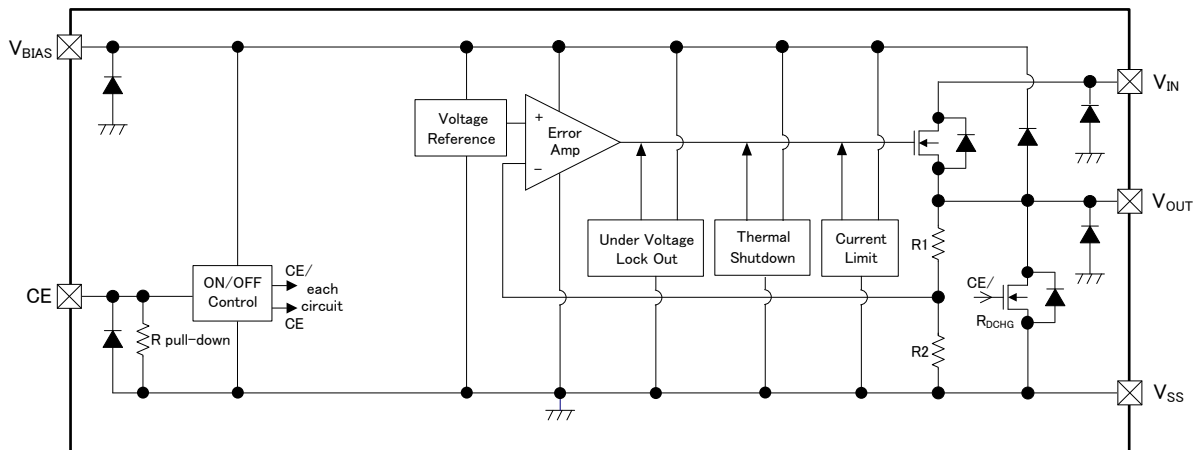 VBIAS
VIN
Voltage
Reference
+
Error
Amp
−
VOUT
Under Voltage
Lock Out
Thermal
Shutdown
Current
Limit
R1
CE
ON/OFF
Control
CE/
each
circuit
CE
R pull-down
CE/
RDCHG
R2
VSS